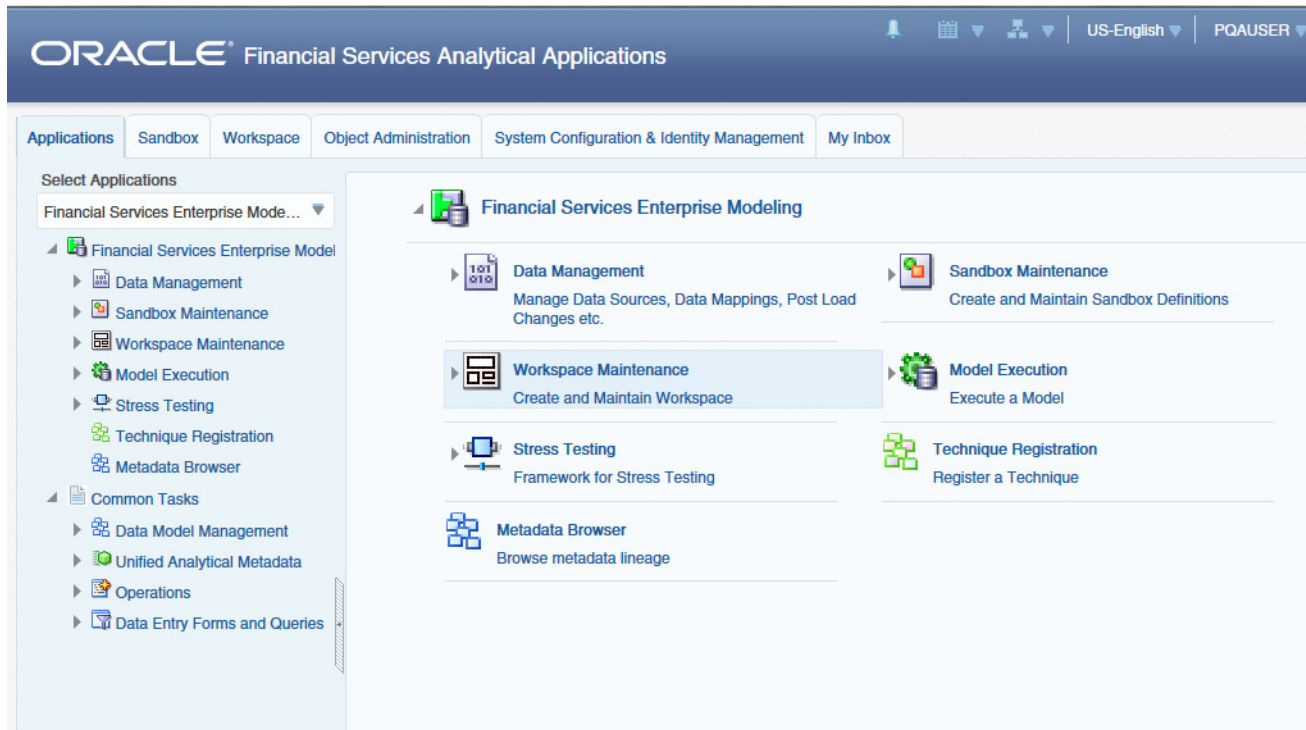 US-English PQAUSER
ORACLE® Financial Services Analytical Applications
Applications Sandbox Workspace Object Administration System Configuration & Identity Management My Inbox
Select Applications
Financial Services Enterprise Mode...
Financial Services Enterprise Model
Data Management
Sandbox Maintenance
Workspace Maintenance
Model Execution
Stress Testing
Technique Registration
Metadata Browser
Common Tasks
Data Model Management
Unified Analytical Metadata
Operations
Data Entry Forms and Queries
Financial Services Enterprise Modeling
Data Management
Manage Data Sources, Data Mappings, Post Load
Changes etc.
Sandbox Maintenance
Create and Maintain Sandbox Definitions
Workspace Maintenance
Create and Maintain Workspace
Model Execution
Execute a Model
Stress Testing
Framework for Stress Testing
Technique Registration
Register a Technique
Metadata Browser
Browse metadata lineage